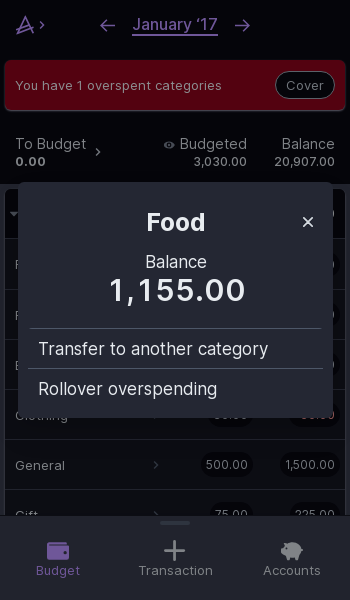 January ‘17
You have 1 overspent categories
Cover
To Budget
Budgeted
Balance
0.00
3,030.00
20,907.00
Food
Balance
1,155.00
Transfer to another category
Rollover overspending
Clothing
General
500.00
1,500.00
Gift
75.00
225.00
Budget
Transaction
Accounts